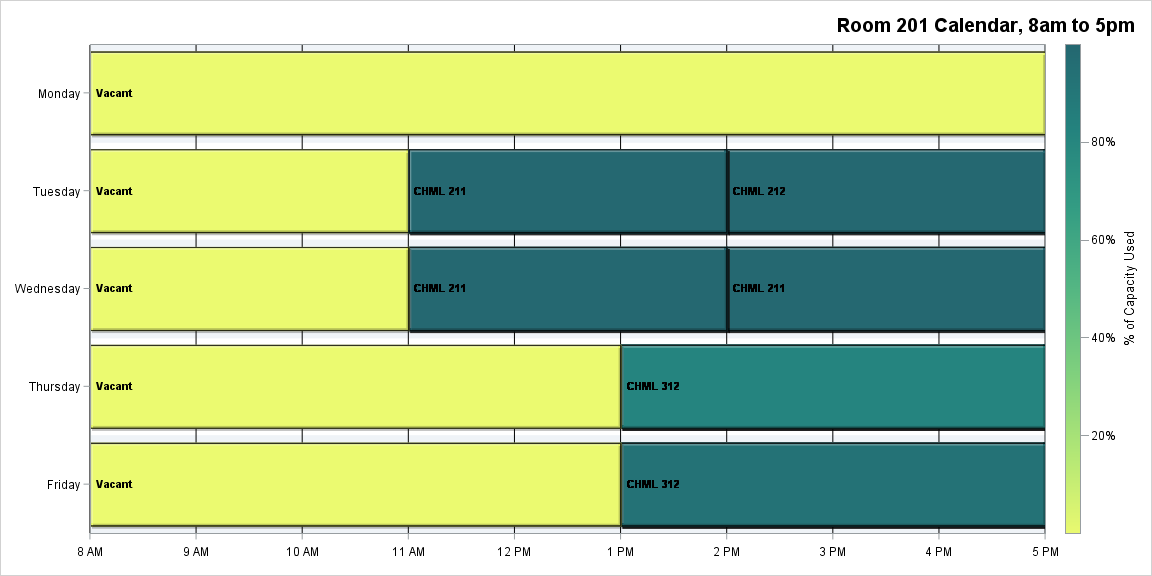 Room 201 Calendar, 8am to 5pm
Monday
Vacant
Tuesday
Vacant
CHML 211
CHML 212
Wednesday
Vacant
CHML 211
CHML 211
Thursday
Vacant
CHML 312
Friday
Vacant
CHML 312
8 AM
9 AM
10 AM
11 AM
12 PM
1 PM
2 PM
3 PM
4 PM
5 PM
80%
60%
40%
20%
% of Capacity Used